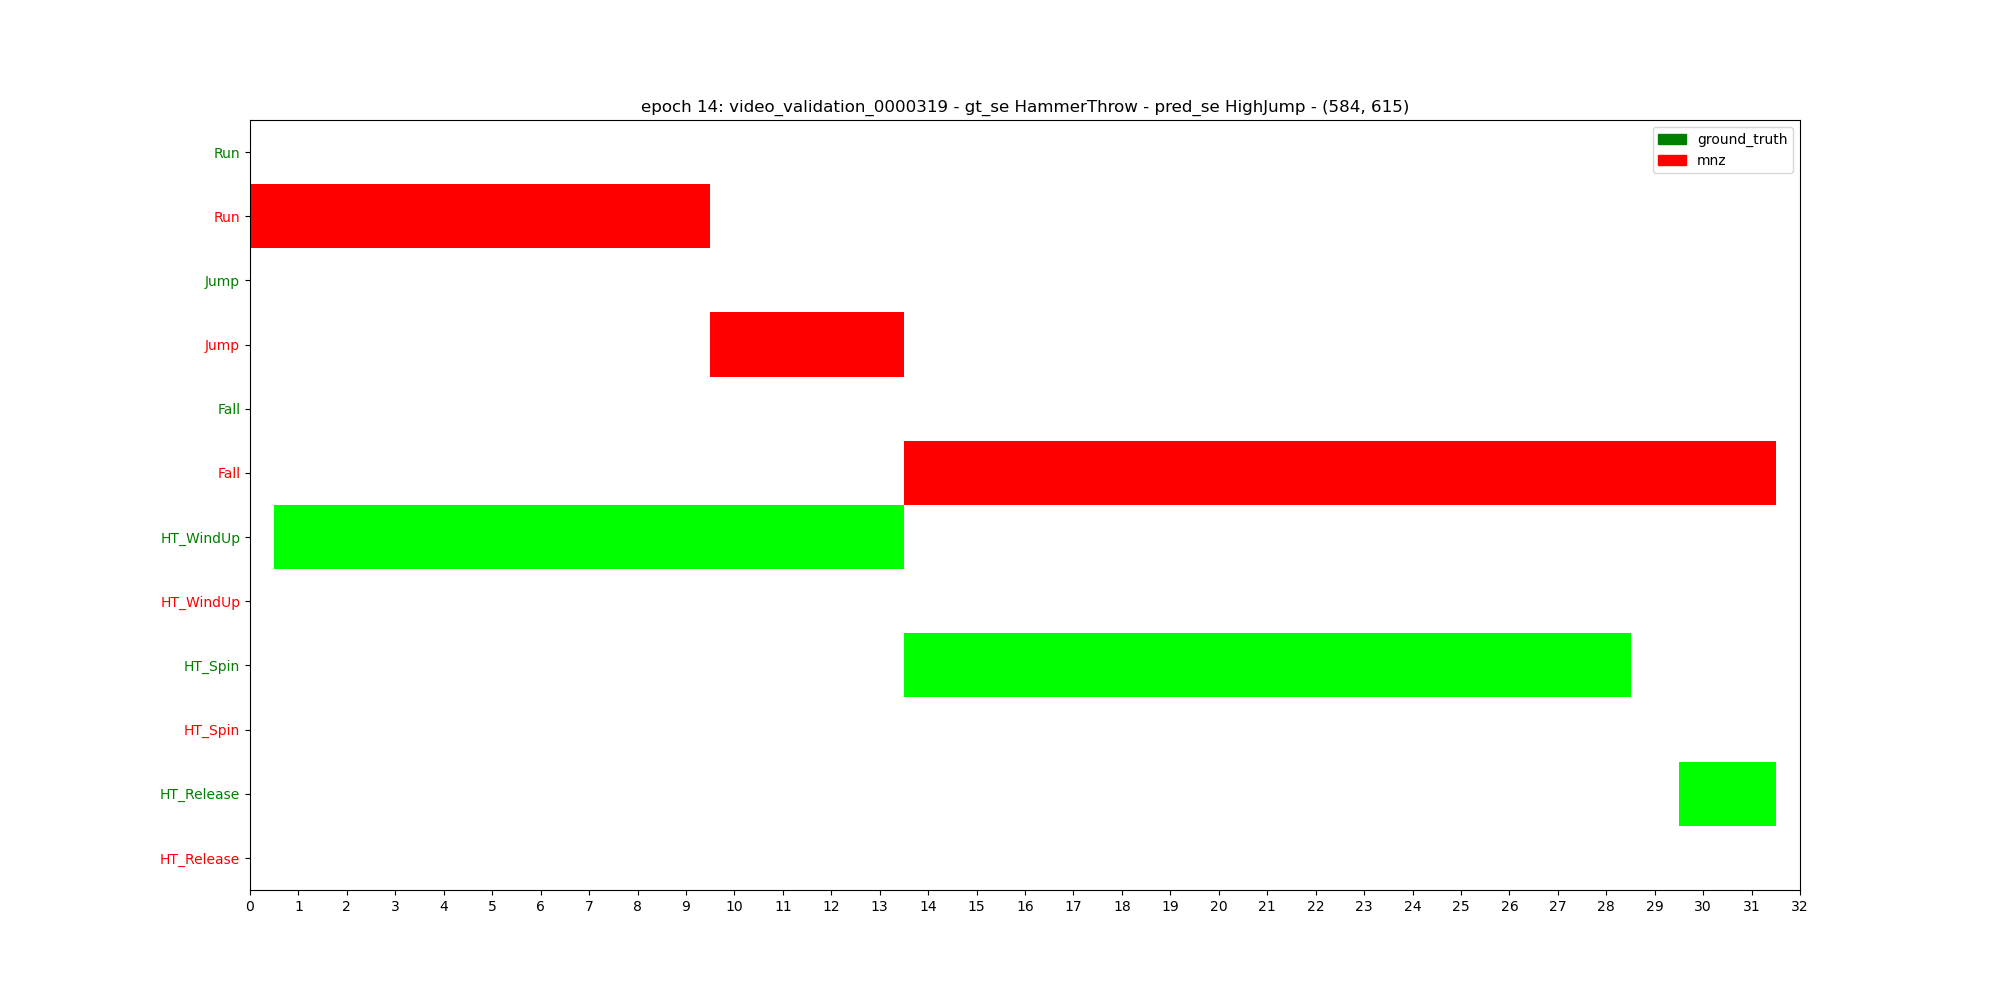 epoch 14: video_validation_0000319 - gt_se HammerThrow - pred_se HighJump - (584, 615)
ground_truth
mnz
Run
Run
Jump
Jump
Fall
Fall
HT_WindUp
HT_WindUp
HT_Spin
HT_Spin
HT_Release
HT_Release
0 1 2 3 4 5 6 7 8 9 10 11 12 13 14 15 16 17 18 19 20 21 22 23 24 25 26 27 28 29 30 31 32